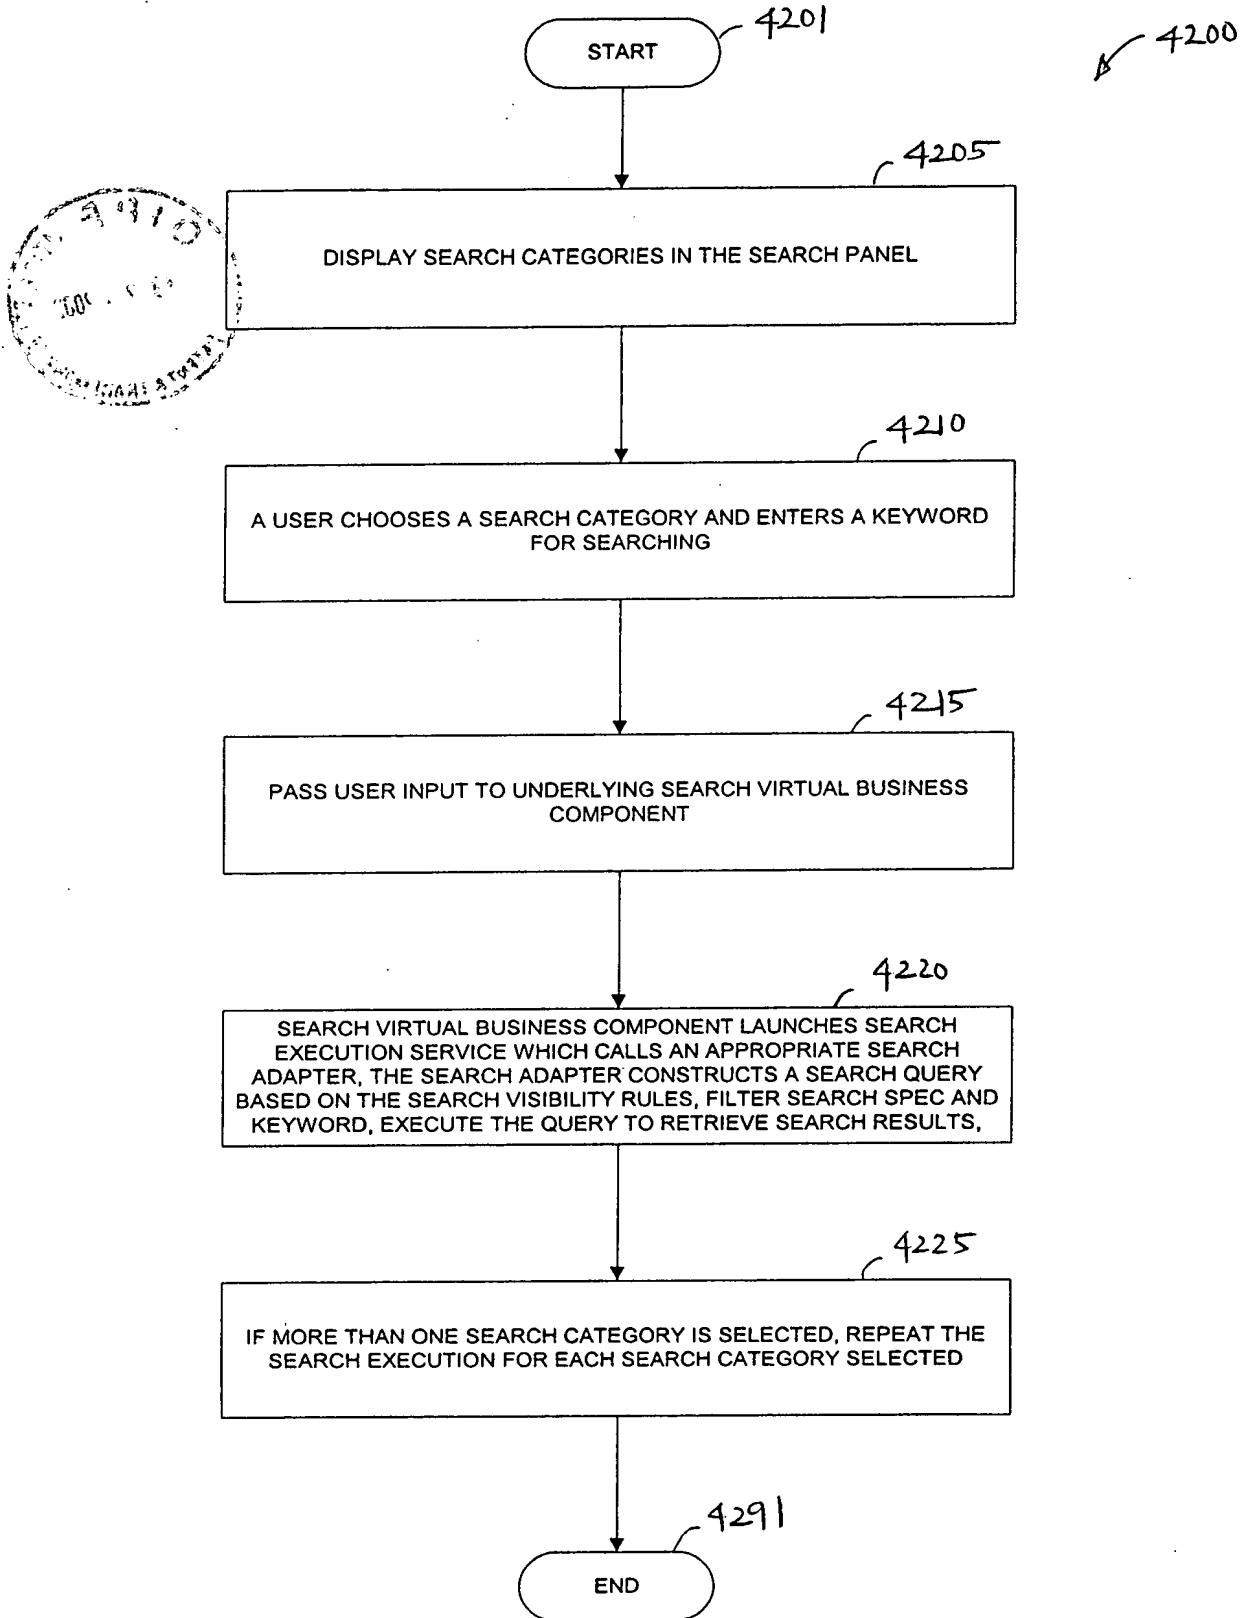 4201
START
4200
4205
DISPLAY SEARCH CATEGORIES IN THE SEARCH PANEL
4210
A USER CHOOSES A SEARCH CATEGORY AND ENTERS A KEYWORD
FOR SEARCHING
4215
PASS USER INPUT TO UNDERLYING SEARCH VIRTUAL BUSINESS
COMPONENT
4220
SEARCH VIRTUAL BUSINESS COMPONENT LAUNCHES SEARCH
EXECUTION SERVICE WHICH CALLS AN APPROPRIATE SEARCH
ADAPTER, THE SEARCH ADAPTER CONSTRUCTS A SEARCH QUERY
BASED ON THE SEARCH VISIBILITY RULES, FILTER SEARCH SPEC AND
KEYWORD, EXECUTE THE QUERY TO RETRIEVE SEARCH RESULTS,
4225
IF MORE THAN ONE SEARCH CATEGORY IS SELECTED, REPEAT THE
SEARCH EXECUTION FOR EACH SEARCH CATEGORY SELECTED
4291
END